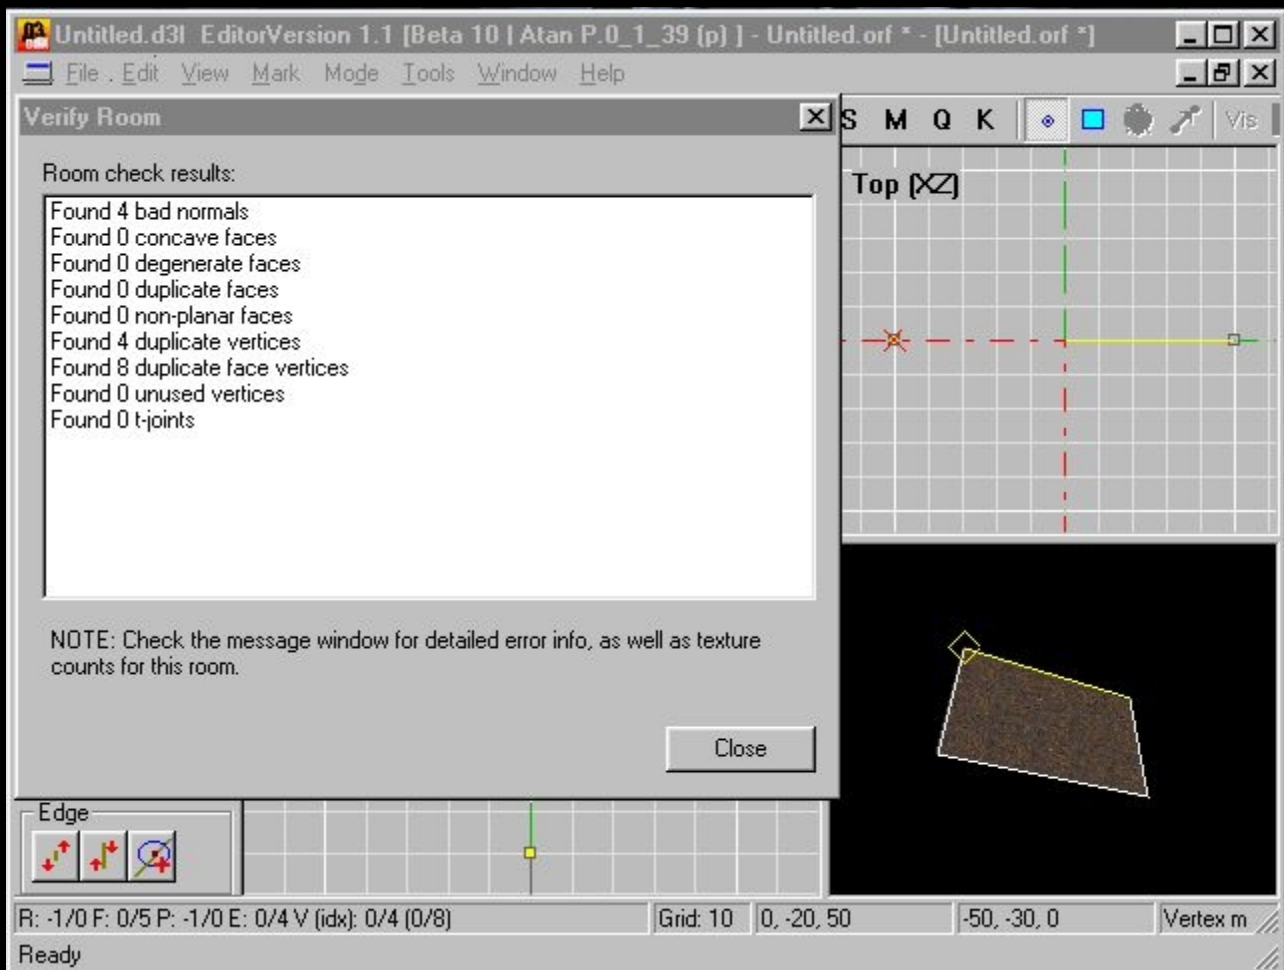 Untitled.d3l EditorVersion 1.1 [Beta 10 | Atan P.0_1_39 (p) ] - Untitled.orf * - [Untitled.orf *]
File . Edit View Mark Mode Tools Window Help
Verify Room
S M Q K Vis
Room check results:
Top (XZ)
Found 4 bad normals
Found 0 concave faces
Found 0 degenerate faces
Found 0 duplicate faces
Found 0 non-planar faces
Found 4 duplicate vertices
Found 8 duplicate face vertices
Found 0 unused vertices
Found 0 t-joints
NOTE: Check the message window for detailed error info, as well as texture
counts for this room.
Close
Edge
R: -1/0 F: 0/5 P: -1/0 E: 0/4 V (idx): 0/4 (0/8) Grid: 10 0, -20, 50 -50, -30, 0 Vertex m
Ready